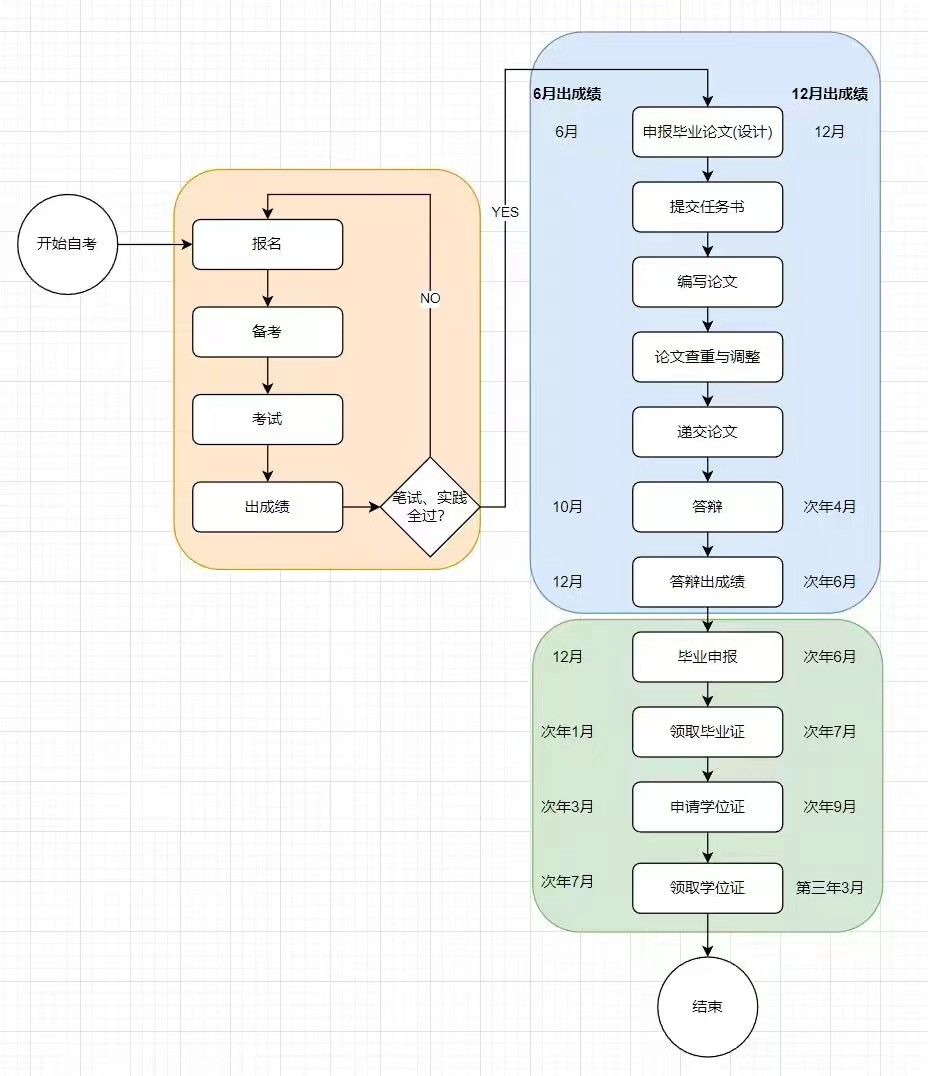 开始自考
报名
备考
考试
出成绩
笔试、实践
全过?
NO
YES
6月出成绩
12月出成绩
6月
申报毕业论文(设计)
12月
提交任务书
编写论文
论文查重与调整
递交论文
10月
答辩
次年4月
12月
答辩出成绩
次年6月
12月
毕业申报
次年6月
次年1月
领取毕业证
次年7月
次年3月
申请学位证
次年9月
次年7月
领取学位证
第三年3月
结束